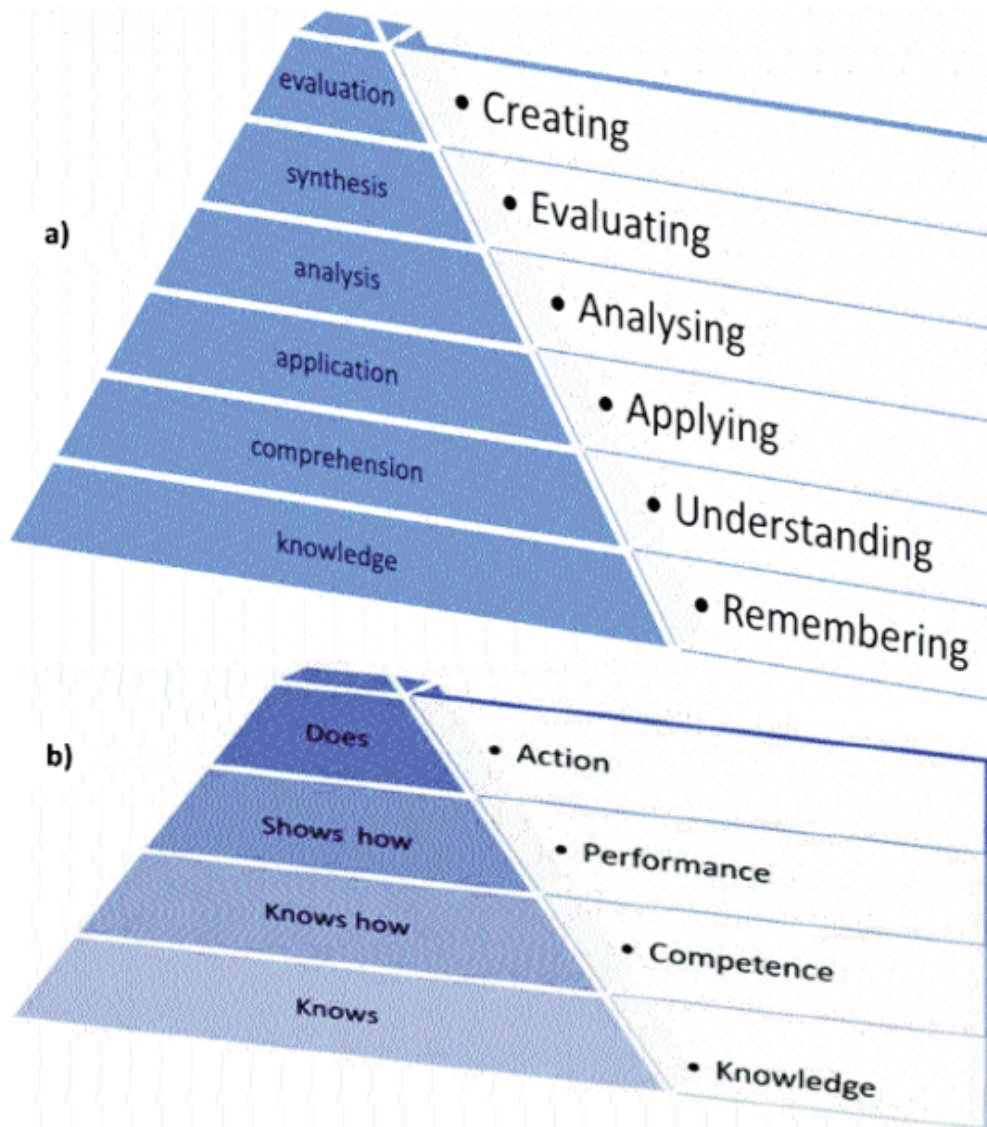 evaluation
• Creating
synthesis
• Evaluating
a)
analysis
• Analysing
application
• Applying
comprehension
• Understanding
knowledge
• Remembering
b)
Does
• Action
Shows how
• Performance
Knows how
• Competence
Knows
• Knowledge